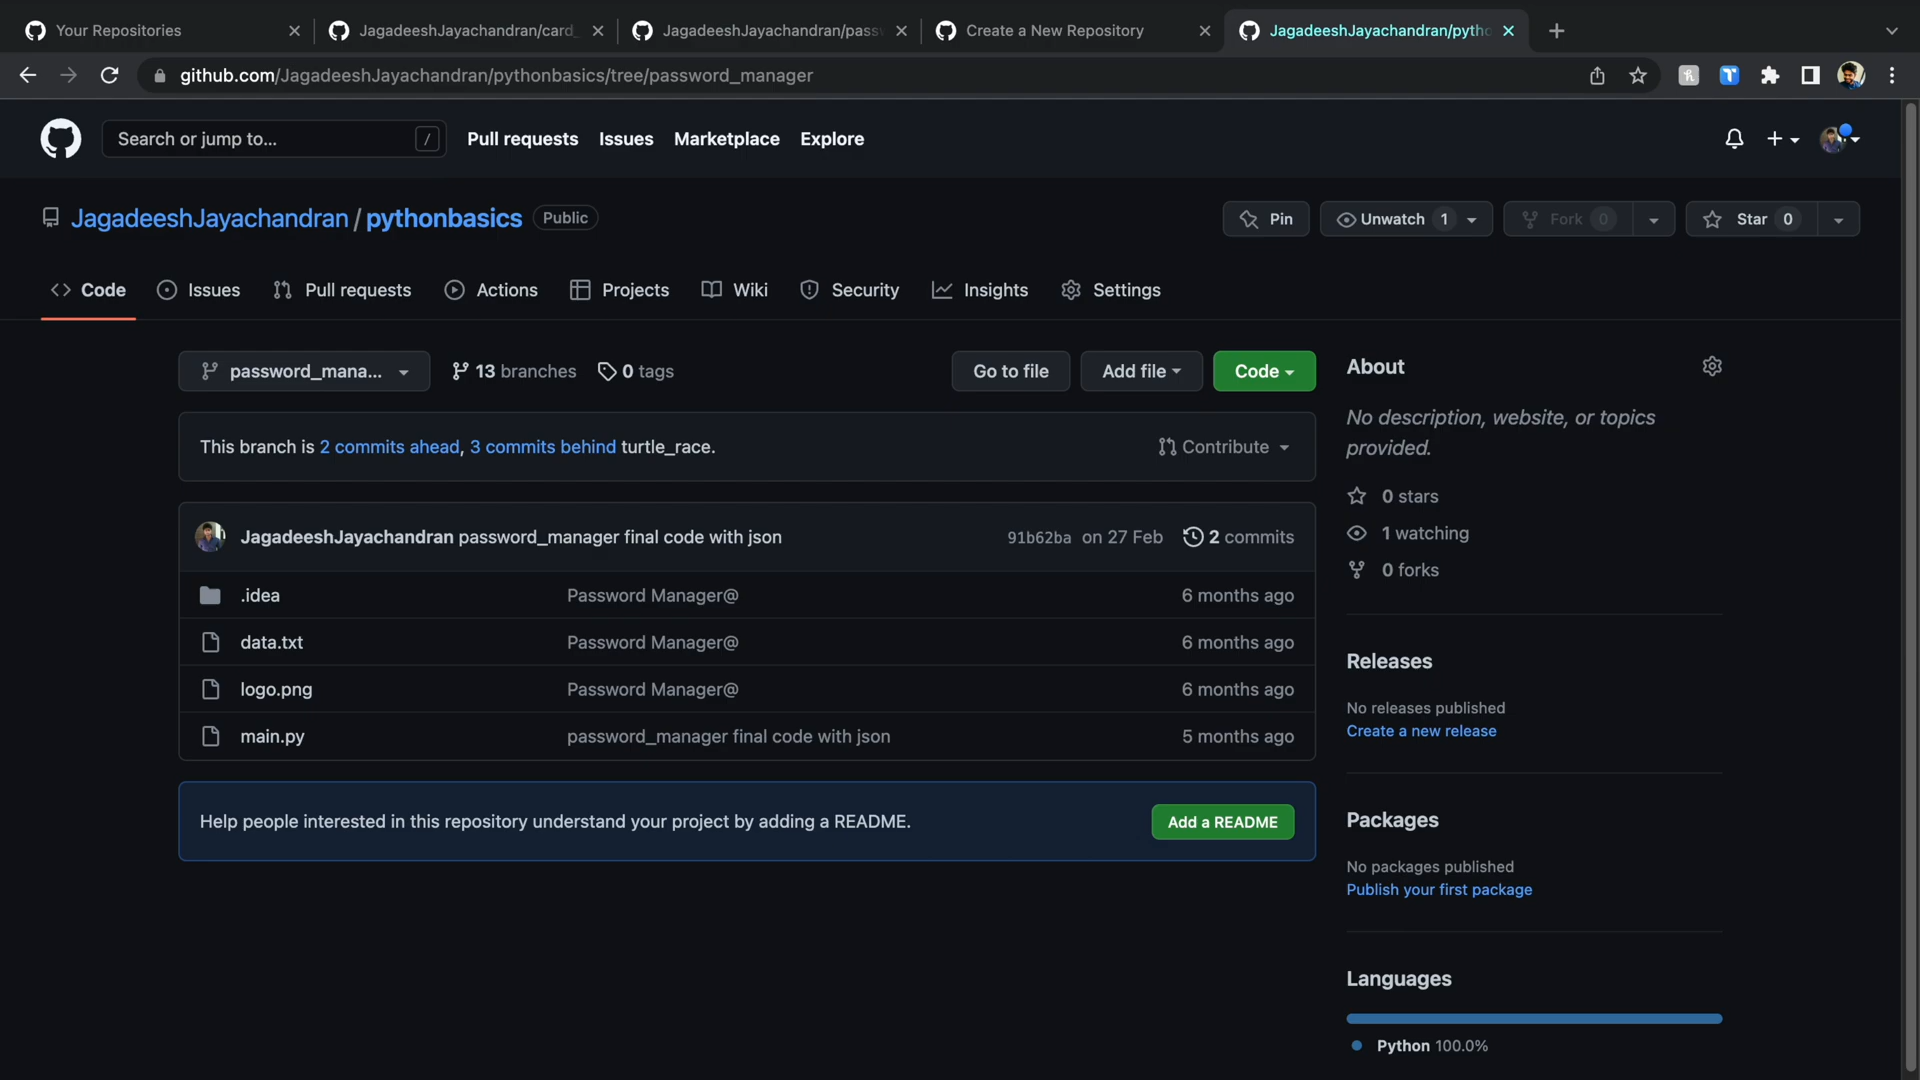 Your Repositories
JagadeeshJayachandran/card_
JagadeeshJayachandran/pass
Create a New Repository
JagadeeshJayachandran/pytho
github.com/JagadeeshJayachandran/pythonbasics/tree/password_manager
Search or jump to... /
Pull requests
Issues
Marketplace
Explore
JagadeeshJayachandran / pythonbasics Public
Pin
Unwatch 1
Fork 0
Star 0
Code
Issues
Pull requests
Actions
Projects
Wiki
Security
Insights
Settings
password_mana...
13 branches
0 tags
Go to file
Add file
Code
This branch is 2 commits ahead, 3 commits behind turtle_race.
Contribute
JagadeeshJayachandran password_manager final code with json
91b62ba on 27 Feb
2 commits
.idea Password Manager@ 6 months ago
data.txt Password Manager@ 6 months ago
logo.png Password Manager@ 6 months ago
main.py password_manager final code with json 5 months ago
Help people interested in this repository understand your project by adding a README.
Add a README
About
No description, website, or topics
provided.
0 stars
1 watching
0 forks
Releases
No releases published
Create a new release
Packages
No packages published
Publish your first package
Languages
Python 100.0%